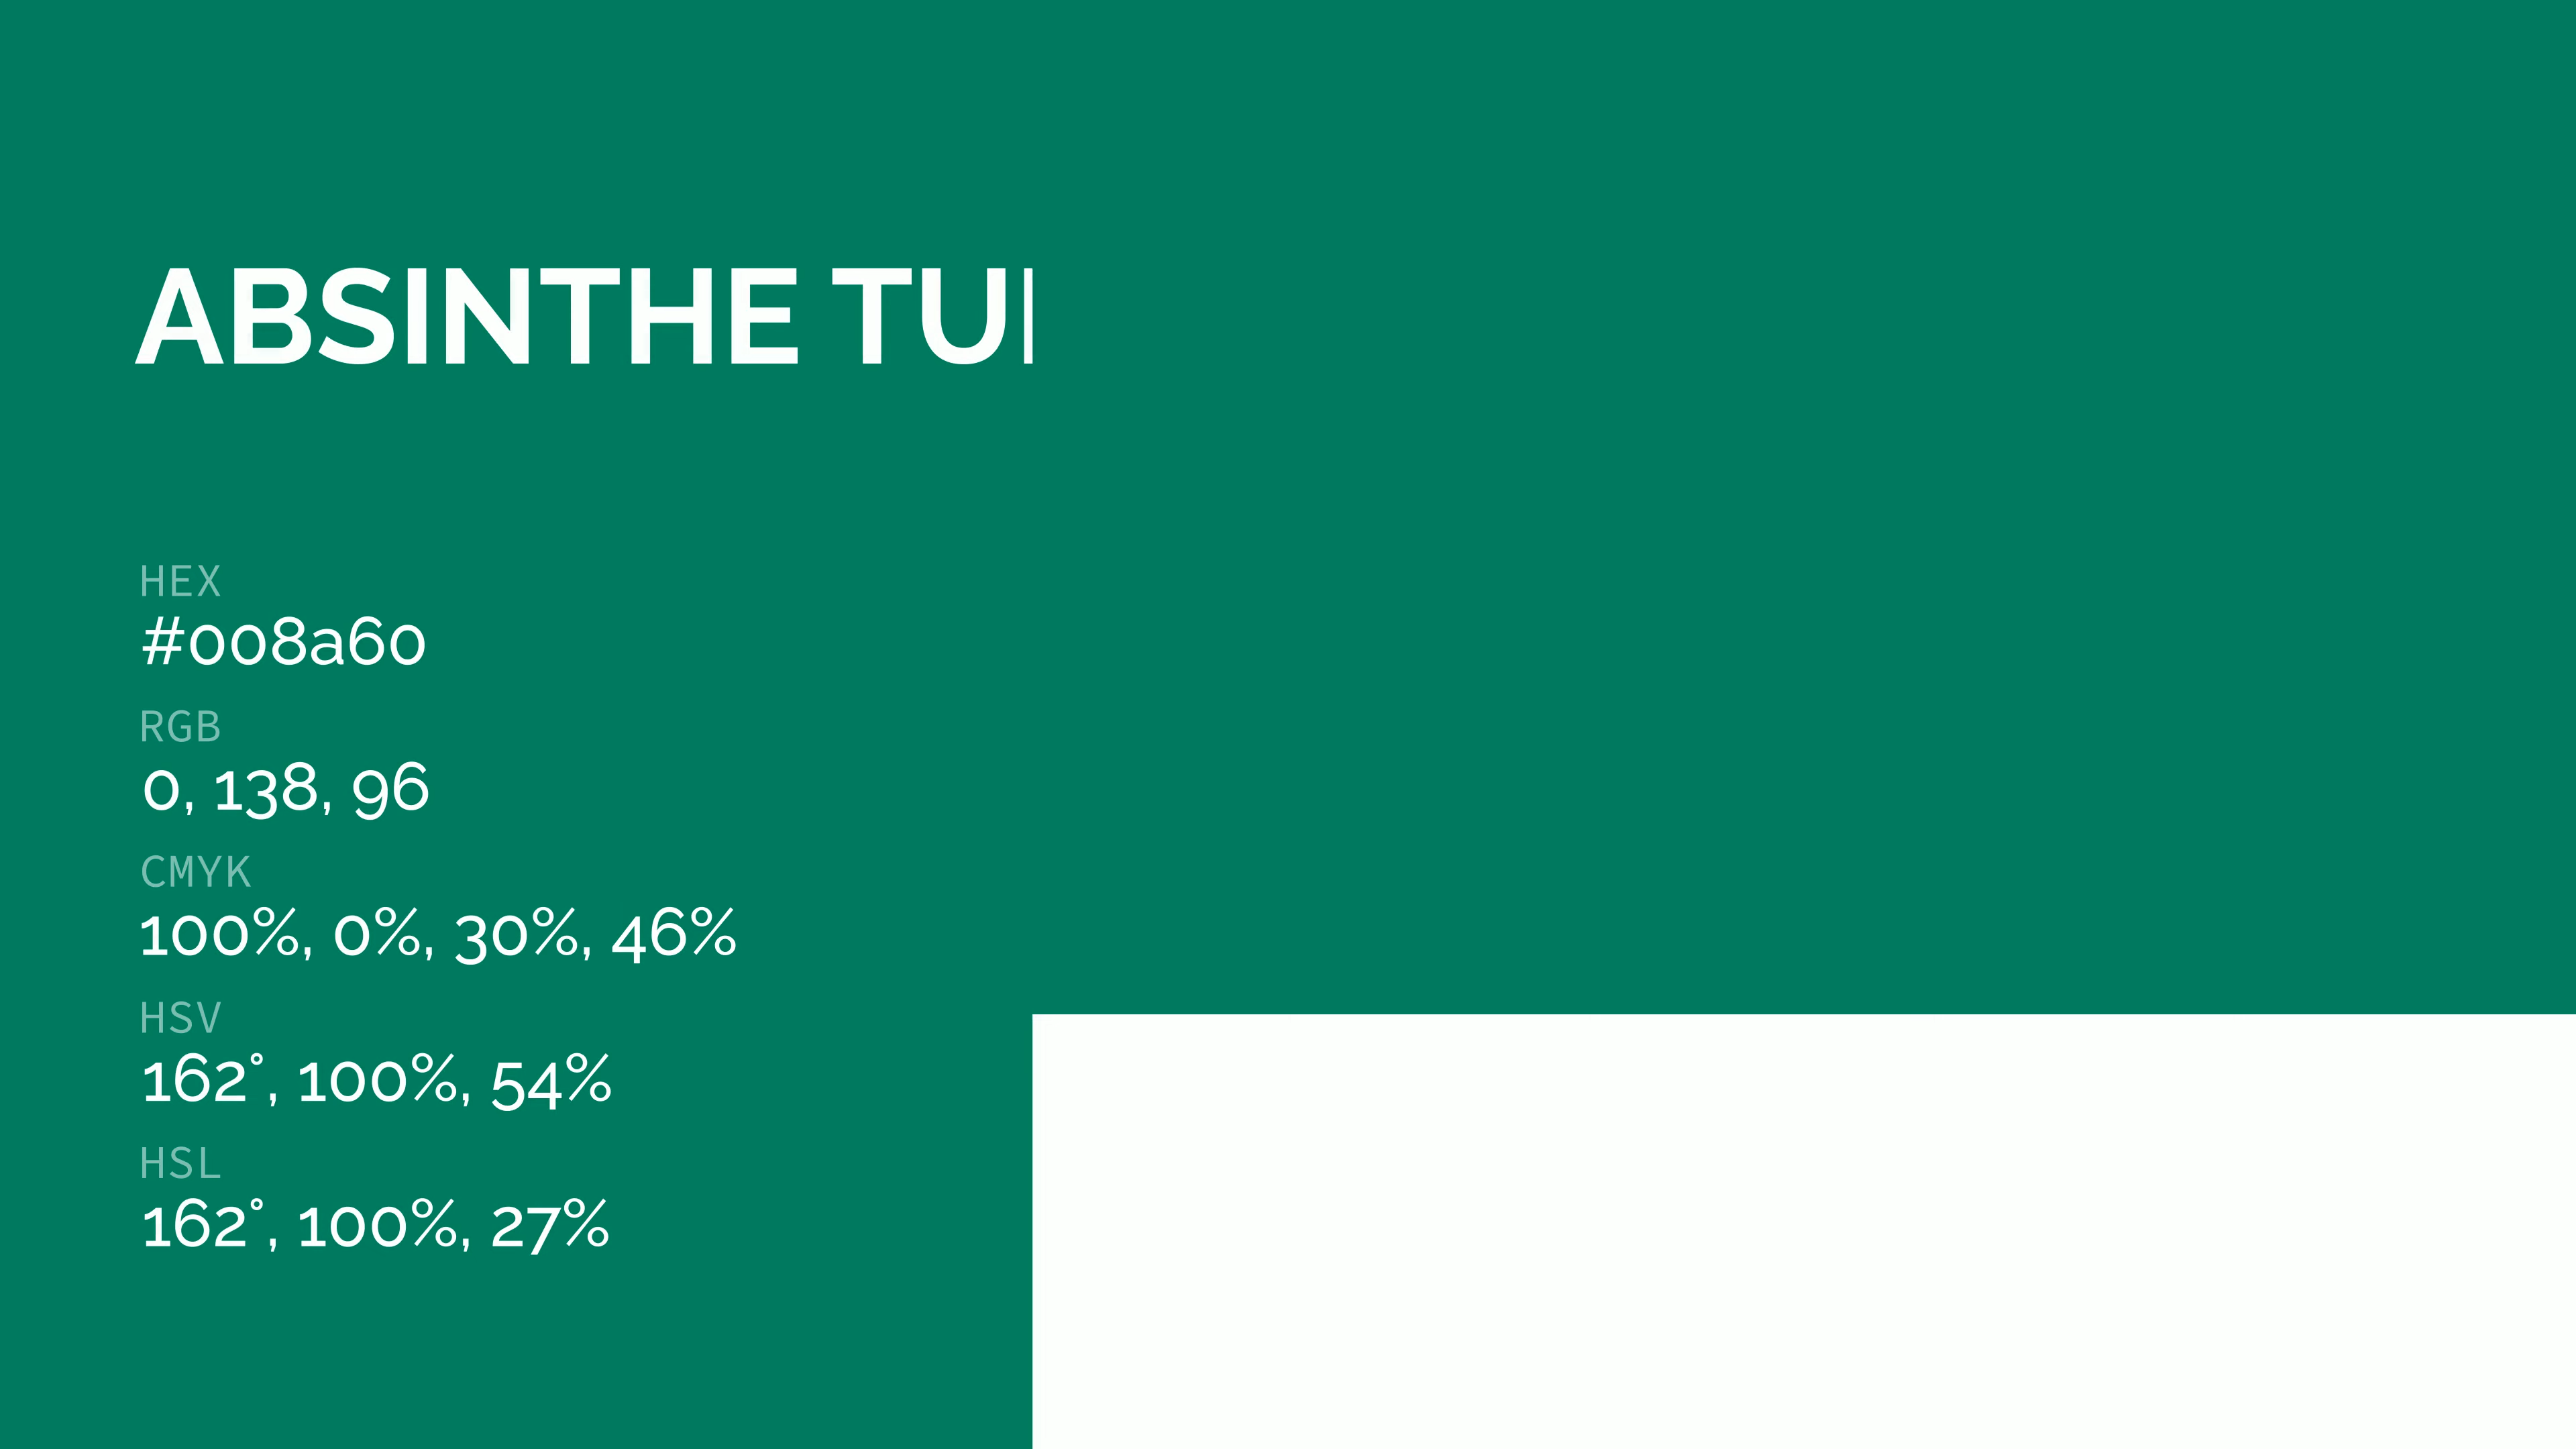 ABSINTHE TU
HEX
#008a60
RGB
0, 138, 96
CMYK
100%, 0%, 30%, 46%
HSV
162°, 100%, 54%
HSL
162°, 100%, 27%